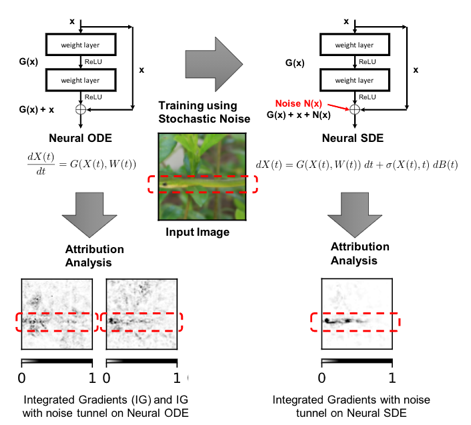 x
weight layer
G(x)
ReLU
x
weight layer
ReLU
G(x) + x
Neural ODE
dX(t)/dt = G(X(t), W(t))
Training using
Stochastic Noise
Input Image
x
weight layer
G(x)
ReLU
x
weight layer
ReLU
Noise N(x)
G(x) + x + N(x)
Neural SDE
dX(t) = G(X(t), W(t)) dt + σ(X(t), t) dB(t)
Attribution
Analysis
0 1 0 1
Integrated Gradients (IG) and IG
with noise tunnel on Neural ODE
Attribution
Analysis
0 1
Integrated Gradients with noise
tunnel on Neural SDE